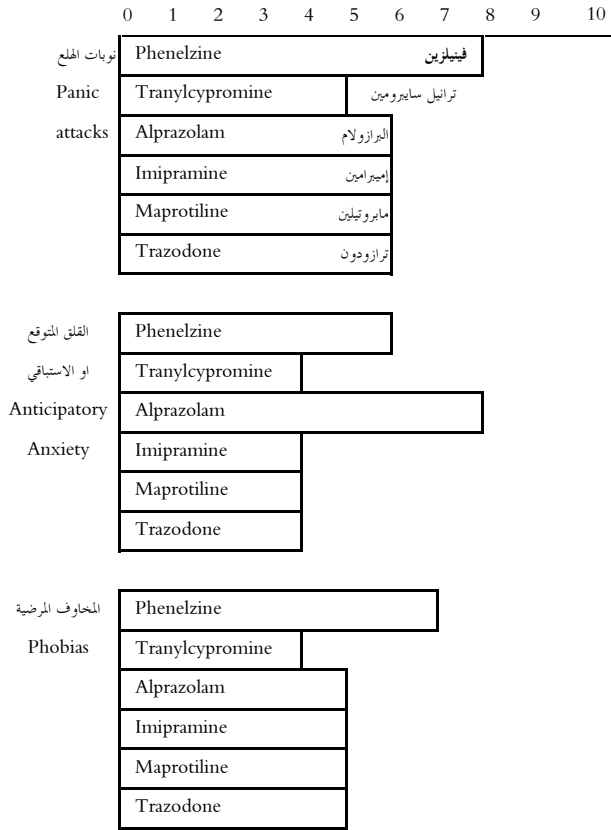 0 1 2 3 4 5 6 7 8 9 10
نوبات الهلع Phenelzine فينيلزين
Panic Tranylcypromine ترانيل سايبرومين
attacks Alprazolam البرازولام
Imipramine إميبرامين
Maprotiline مابروتيلين
Trazodone ترازودون
القلق المتوقع Phenelzine
او الاستباقي Tranylcypromine
Anticipatory Alprazolam
Anxiety Imipramine
Maprotiline
Trazodone
المخاوف المرضية Phenelzine
Phobias Tranylcypromine
Alprazolam
Imipramine
Maprotiline
Trazodone